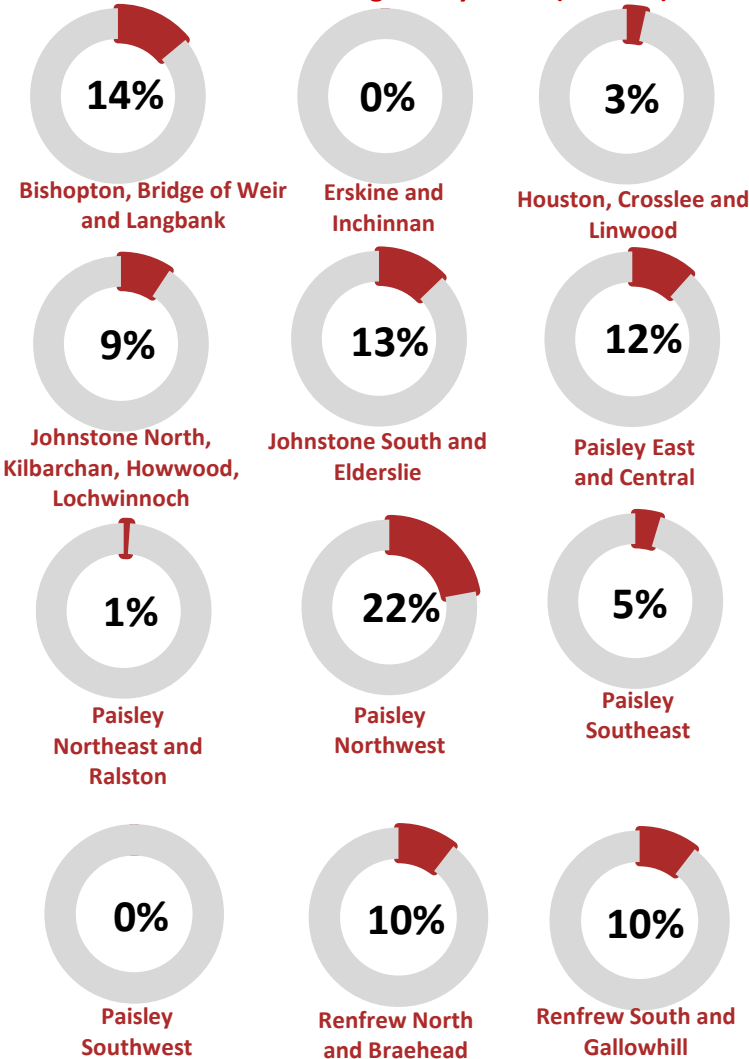 14%
0%
3%
Bishopton, Bridge of Weir
and Langbank
Erskine and
Inchinnan
Houston, Crosslee and
Linwood
9%
13%
12%
Johnstone North,
Kilbarchan, Howwood,
Lochwinnoch
Johnstone South and
Elderslie
Paisley East
and Central
1%
22%
5%
Paisley
Northeast and
Ralston
Paisley
Northwest
Paisley
Southeast
0%
10%
10%
Paisley
Southwest
Renfrew North
and Braehead
Renfrew South and
Gallowhill